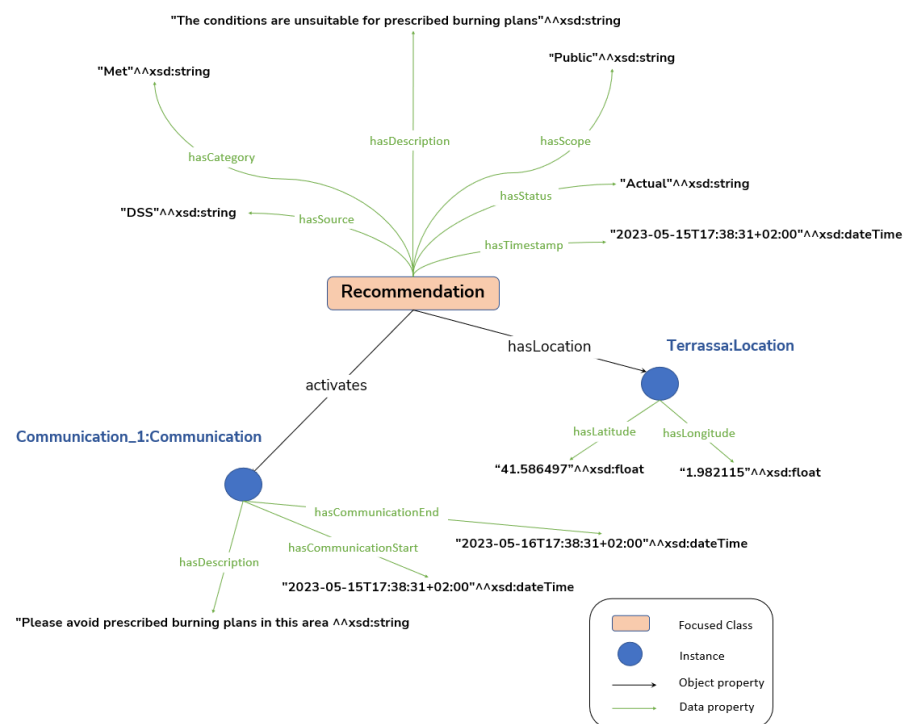 "The conditions are unsuitable for prescribed burning plans"^^xsd:string
"Public"^^xsd:string
"Met"^^xsd:string
hasDescription
hasScope
hasCategory
"Actual"^^xsd:string
hasStatus
"DSS"^^xsd:string
hasSource
"2023-05-15T17:38:31+02:00"^^xsd:dateTime
hasTimestamp
Recommendation
hasLocation
Terrassa:Location
activates
hasLatitude
hasLongitude
Communication_1:Communication
“41.586497”^^xsd:float
“1.982115”^^xsd:float
hasCommunicationEnd
hasCommunicationStart
"2023-05-16T17:38:31+02:00"^^xsd:dateTime
hasDescription
"2023-05-15T17:38:31+02:00"^^xsd:dateTime
"Please avoid prescribed burning plans in this area ^^xsd:string
Focused Class
Instance
Object property
Data property